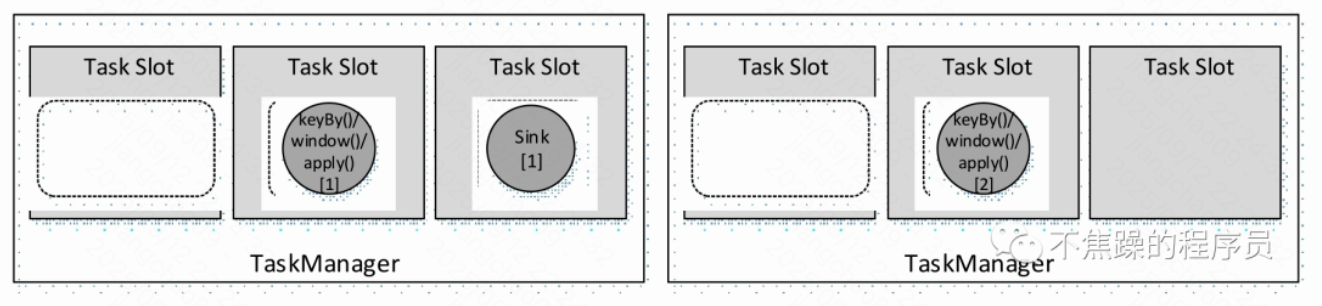 Task Slot
Task Slot
Task Slot
keyBy()/
window()/
apply()
[1]
Sink
[1]
TaskManager
Task Slot
Task Slot
Task Slot
keyBy()/
window()/
apply()
[2]
TaskManager
不焦躁的程序员